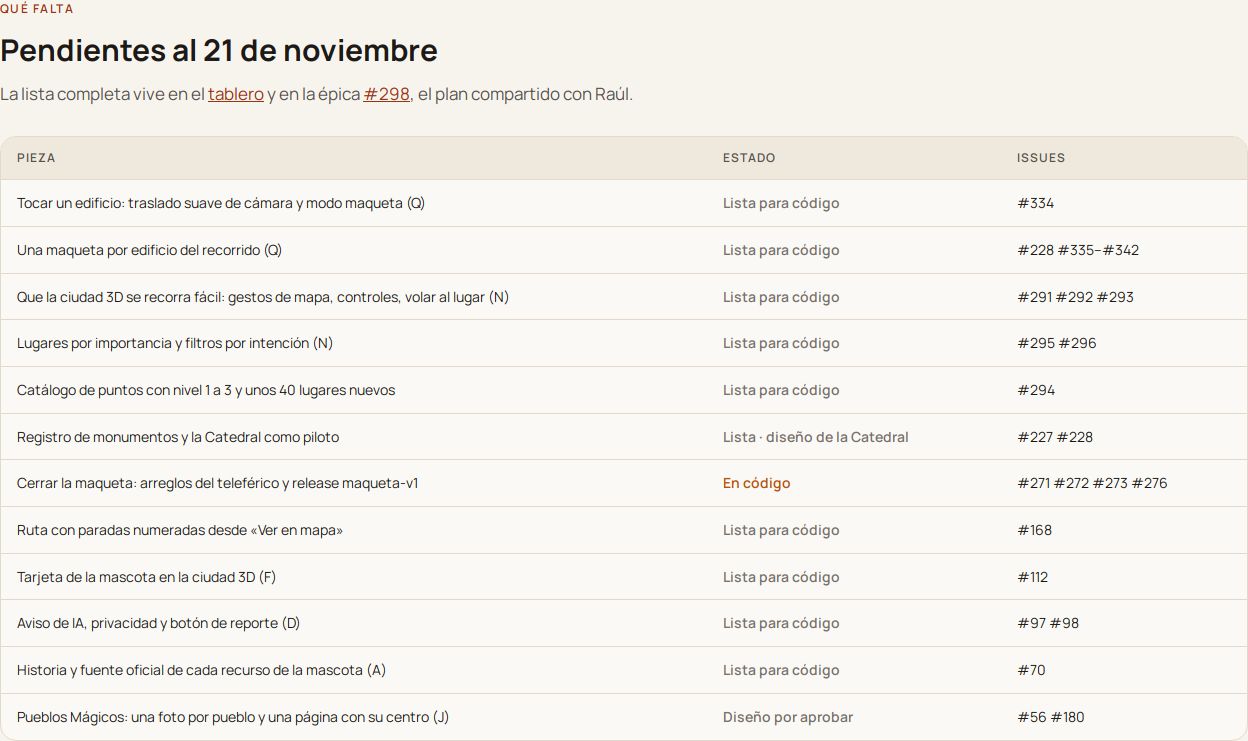 QUÉ FALTA
Pendientes al 21 de noviembre
La lista completa vive en el tablero y en la épica #298, el plan compartido con Raúl.
PIEZA ESTADO ISSUES
Tocar un edificio: traslado suave de cámara y modo maqueta (Q) Lista para código #334
Una maqueta por edificio del recorrido (Q) Lista para código #228 #335–#342
Que la ciudad 3D se recorra fácil: gestos de mapa, controles, volar al lugar (N) Lista para código #291 #292 #293
Lugares por importancia y filtros por intención (N) Lista para código #295 #296
Catálogo de puntos con nivel 1 a 3 y unos 40 lugares nuevos Lista para código #294
Registro de monumentos y la Catedral como piloto Lista · diseño de la Catedral #227 #228
Cerrar la maqueta: arreglos del teleférico y release maqueta-v1 En código #271 #272 #273 #276
Ruta con paradas numeradas desde «Ver en mapa» Lista para código #168
Tarjeta de la mascota en la ciudad 3D (F) Lista para código #112
Aviso de IA, privacidad y botón de reporte (D) Lista para código #97 #98
Historia y fuente oficial de cada recurso de la mascota (A) Lista para código #70
Pueblos Mágicos: una foto por pueblo y una página con su centro (J) Diseño por aprobar #56 #180